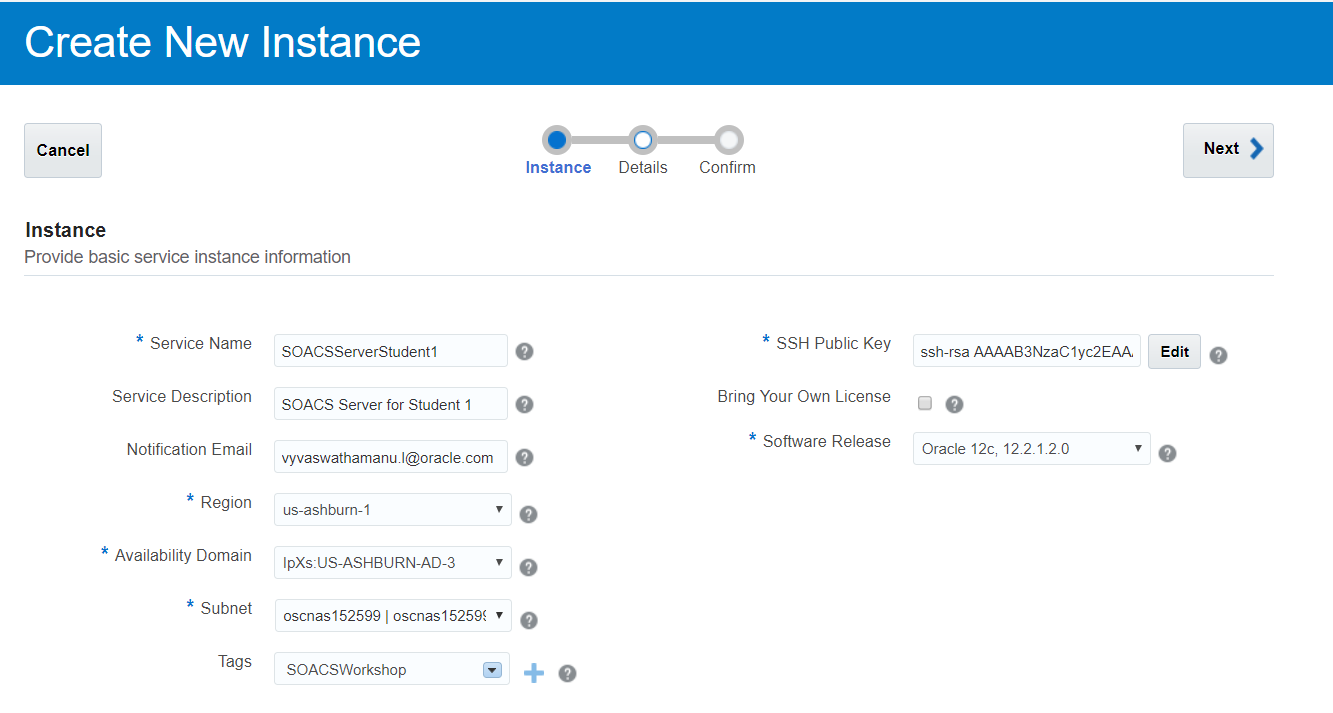 Create New Instance
Cancel
Instance
Details
Confirm
Next
Instance
Provide basic service instance information
* Service Name
SOACSServerStudent1
?
Service Description
SOACS Server for Student 1
?
Notification Email
vyvaswathamanu.l@oracle.com
?
* Region
us-ashburn-1
?
* Availability Domain
IpXs:US-ASHBURN-AD-3
?
* Subnet
oscnas152599 | oscnas152599
?
Tags
SOACSWorkshop
?
* SSH Public Key
ssh-rsa AAAAB3NzaC1yc2EAA
Edit
?
Bring Your Own License
?
* Software Release
Oracle 12c, 12.2.1.2.0
?